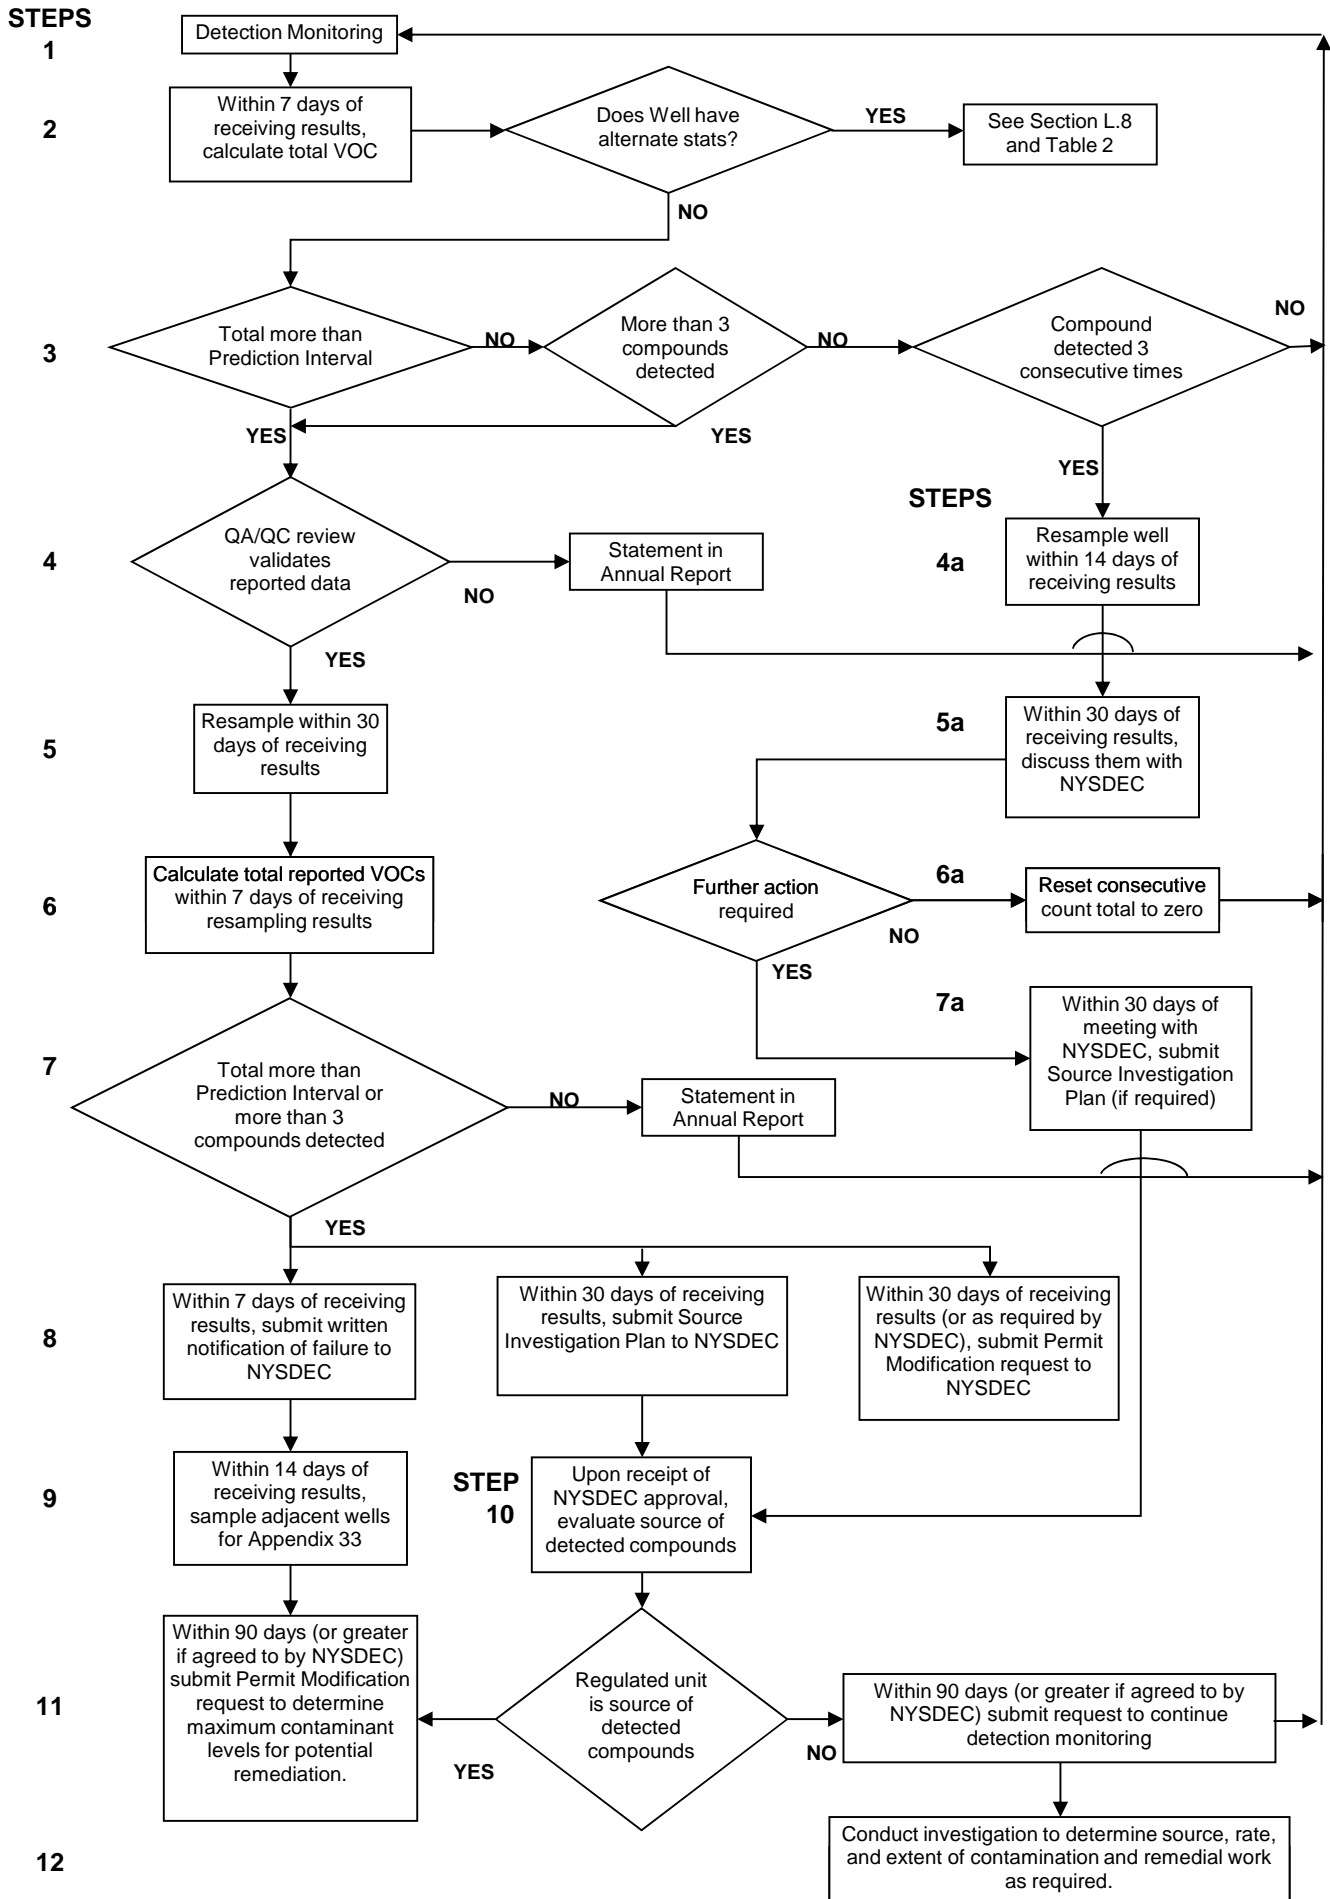 STEPS
1
Detection Monitoring
2
Within 7 days of
receiving results,
calculate total VOC
Does Well have
alternate stats?
YES
See Section L.8
and Table 2
NO
3
Total more than
Prediction Interval
NO
More than 3
compounds
detected
NO
Compound
detected 3
consecutive times
NO
YES
YES
YES
4
QA/QC review
validates
reported data
NO
Statement in
Annual Report
STEPS
4a
Resample well
within 14 days of
receiving results
YES
5
Resample within 30
days of receiving
results
5a
Within 30 days of
receiving results,
discuss them with
NYSDEC
6
Calculate total reported VOCs
within 7 days of receiving
resampling results
Further action
required
6a
NO
Reset consecutive
count total to zero
YES
7a
Within 30 days of
meeting with
NYSDEC, submit
Source Investigation
Plan (if required)
7
Total more than
Prediction Interval or
more than 3
compounds detected
NO
Statement in
Annual Report
YES
8
Within 7 days of receiving
results, submit written
notification of failure to
NYSDEC
Within 30 days of receiving
results, submit Source
Investigation Plan to NYSDEC
Within 30 days of receiving
results (or as required by
NYSDEC), submit Permit
Modification request to
NYSDEC
9
Within 14 days of
receiving results,
sample adjacent wells
for Appendix 33
STEP
10
Upon receipt of
NYSDEC approval,
evaluate source of
detected compounds
11
Within 90 days (or greater
if agreed to by NYSDEC)
submit Permit Modification
request to determine
maximum contaminant
levels for potential
remediation.
YES
Regulated unit
is source of
detected
compounds
NO
Within 90 days (or greater if agreed to by
NYSDEC) submit request to continue
detection monitoring
12
Conduct investigation to determine source, rate,
and extent of contamination and remedial work
as required.